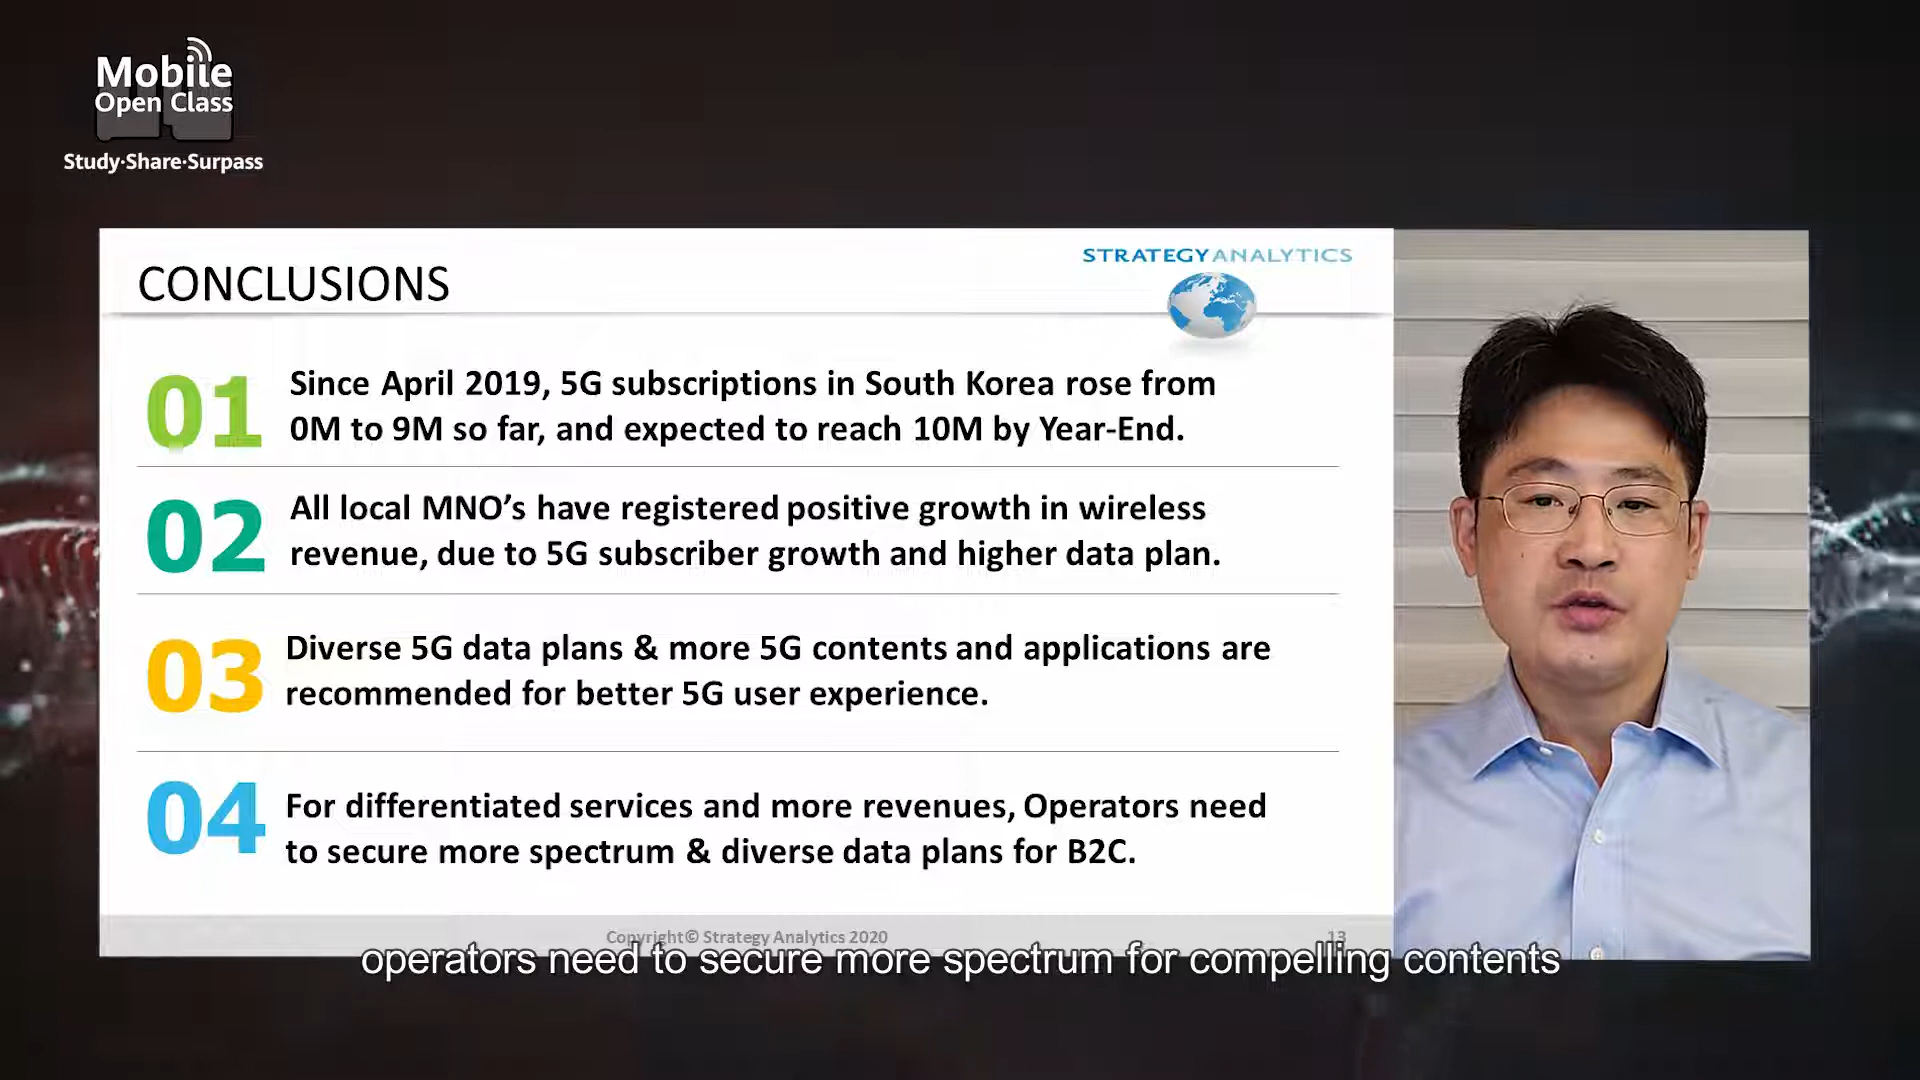 Mobile
Open Class
Study·Share·Surpass
STRATEGYANALYTICS
CONCLUSIONS
01
Since April 2019, 5G subscriptions in South Korea rose from
0M to 9M so far, and expected to reach 10M by Year-End.
02
All local MNO’s have registered positive growth in wireless
revenue, due to 5G subscriber growth and higher data plan.
03
Diverse 5G data plans & more 5G contents and applications are
recommended for better 5G user experience.
04
For differentiated services and more revenues, Operators need
to secure more spectrum & diverse data plans for B2C.
Copyright© Strategy Analytics 2020
13
operators need to secure more spectrum for compelling contents